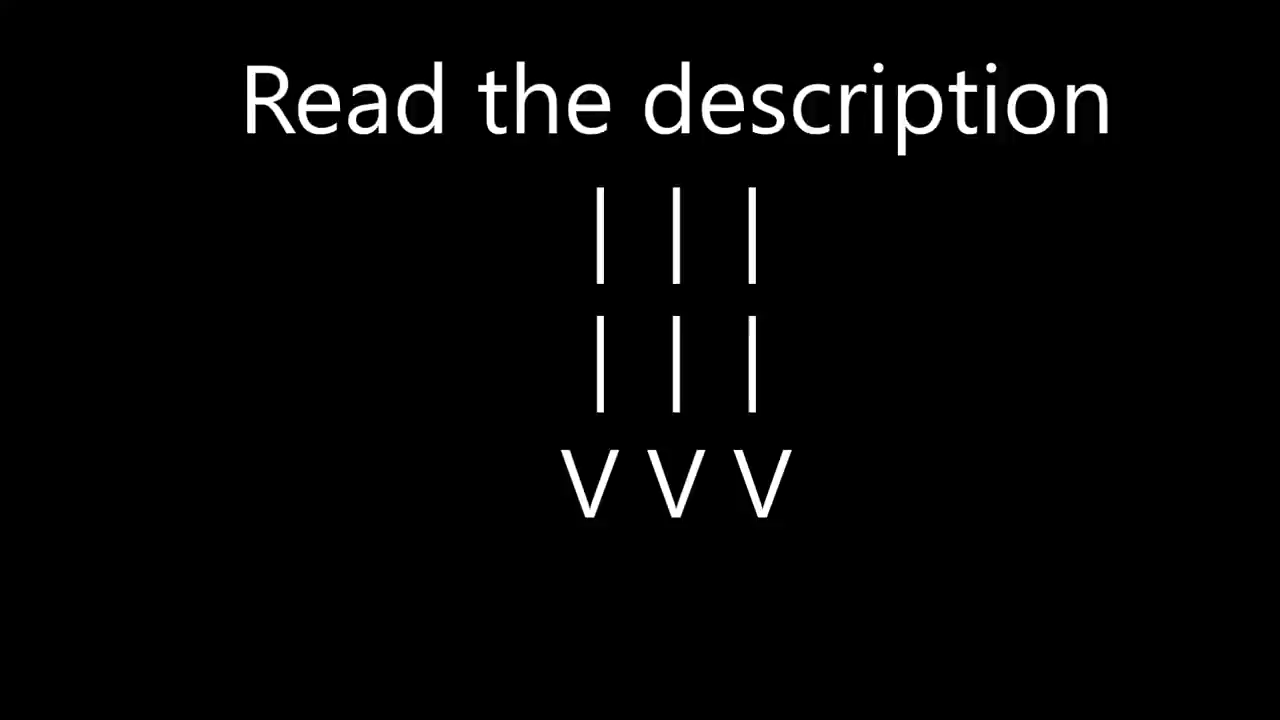 Read the description
| | |
| | |
V V V